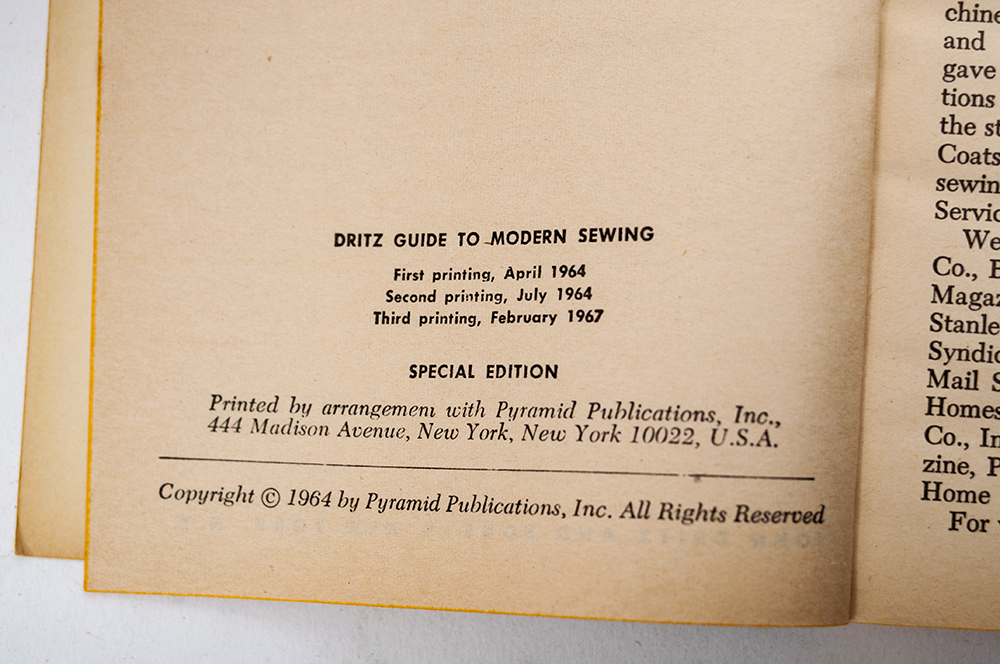 DRITZ GUIDE TO MODERN SEWING
First printing, April 1964
Second printing, July 1964
Third printing, February 1967
SPECIAL EDITION
Printed by arrangement with Pyramid Publications, Inc.,
444 Madison Avenue, New York, New York 10022, U.S.A.
Copyright © 1964 by Pyramid Publications, Inc. All Rights Reserved
chine
and
gave
tions
the st
Coats
sewin
Servic
We
Co., E
Magaz
Stanle
Syndic
Mail S
Homes
Co., In
zine, P
Home
For